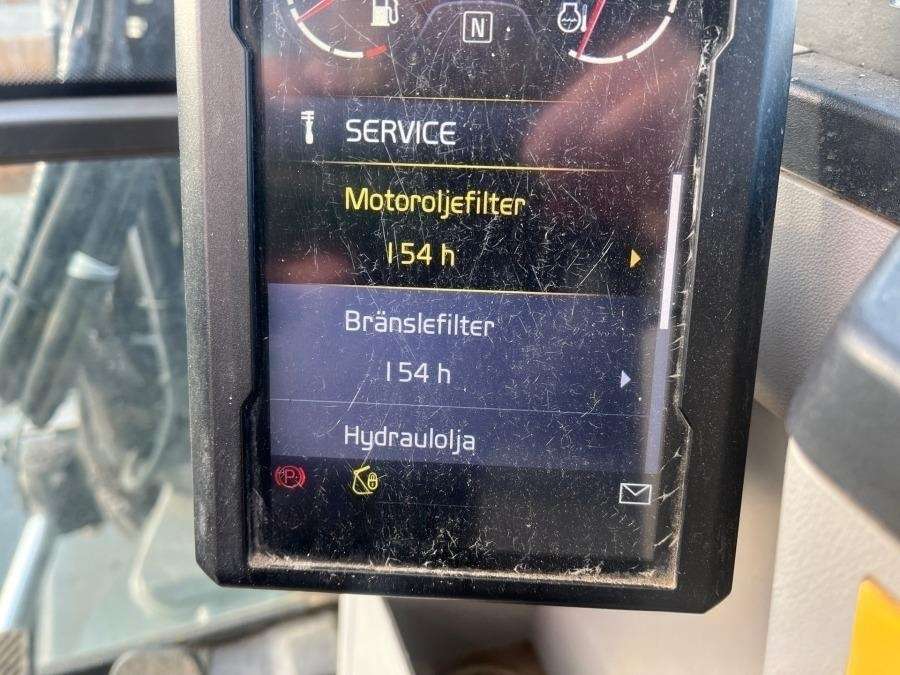 N
SERVICE
Motoroljefilter
154 h
Bränslefilter
154 h
Hydraulolja
P